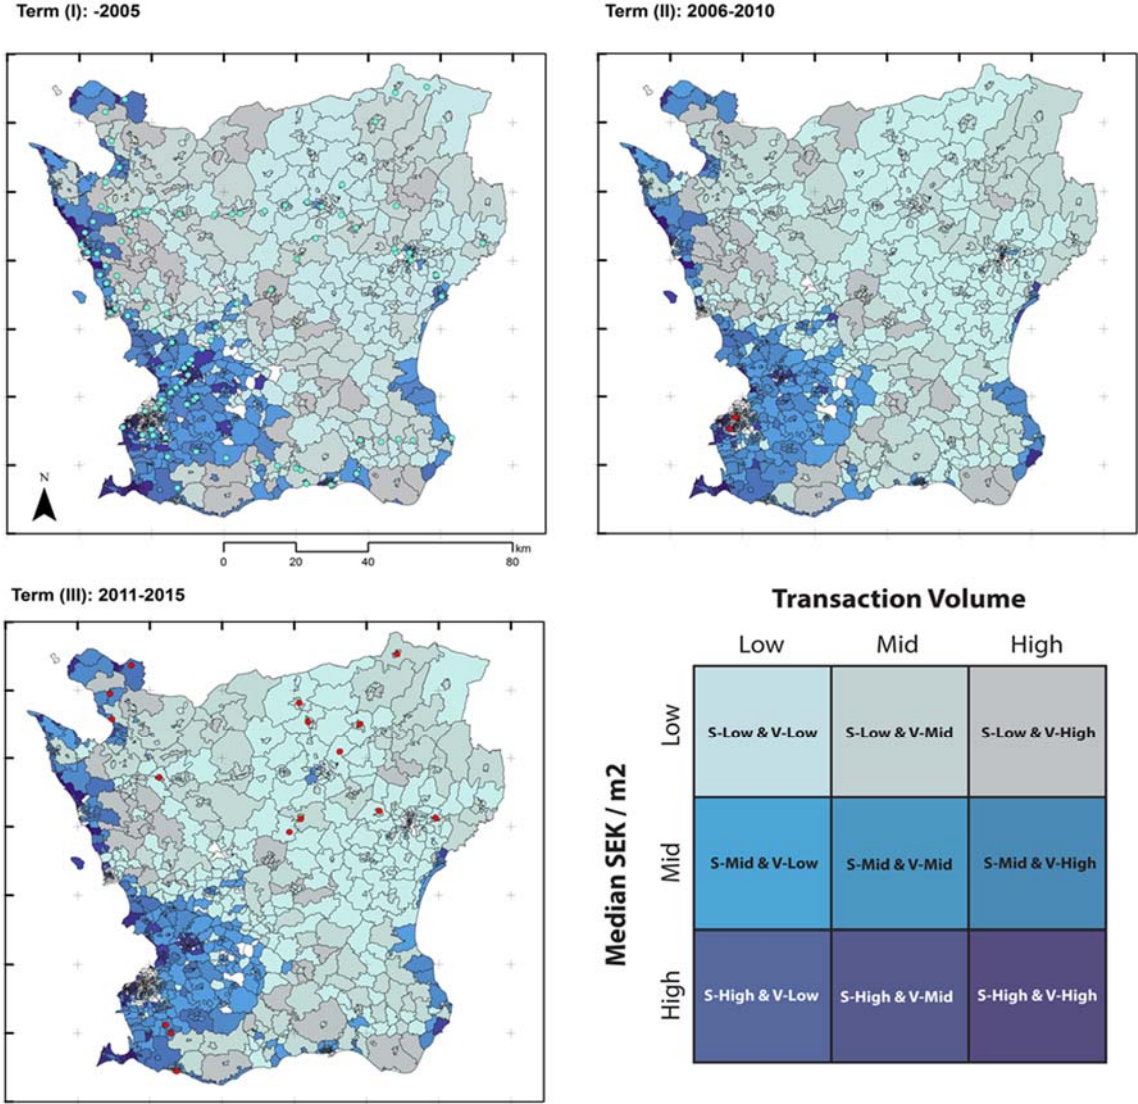 Term (I): -2005
Term (II): 2006-2010
N
km
0 20 40 80
Term (III): 2011-2015
Transaction Volume
Low Mid High
Median SEK / m2
Low
S-Low & V-Low S-Low & V-Mid S-Low & V-High
Mid
S-Mid & V-Low S-Mid & V-Mid S-Mid & V-High
High
S-High & V-Low S-High & V-Mid S-High & V-High